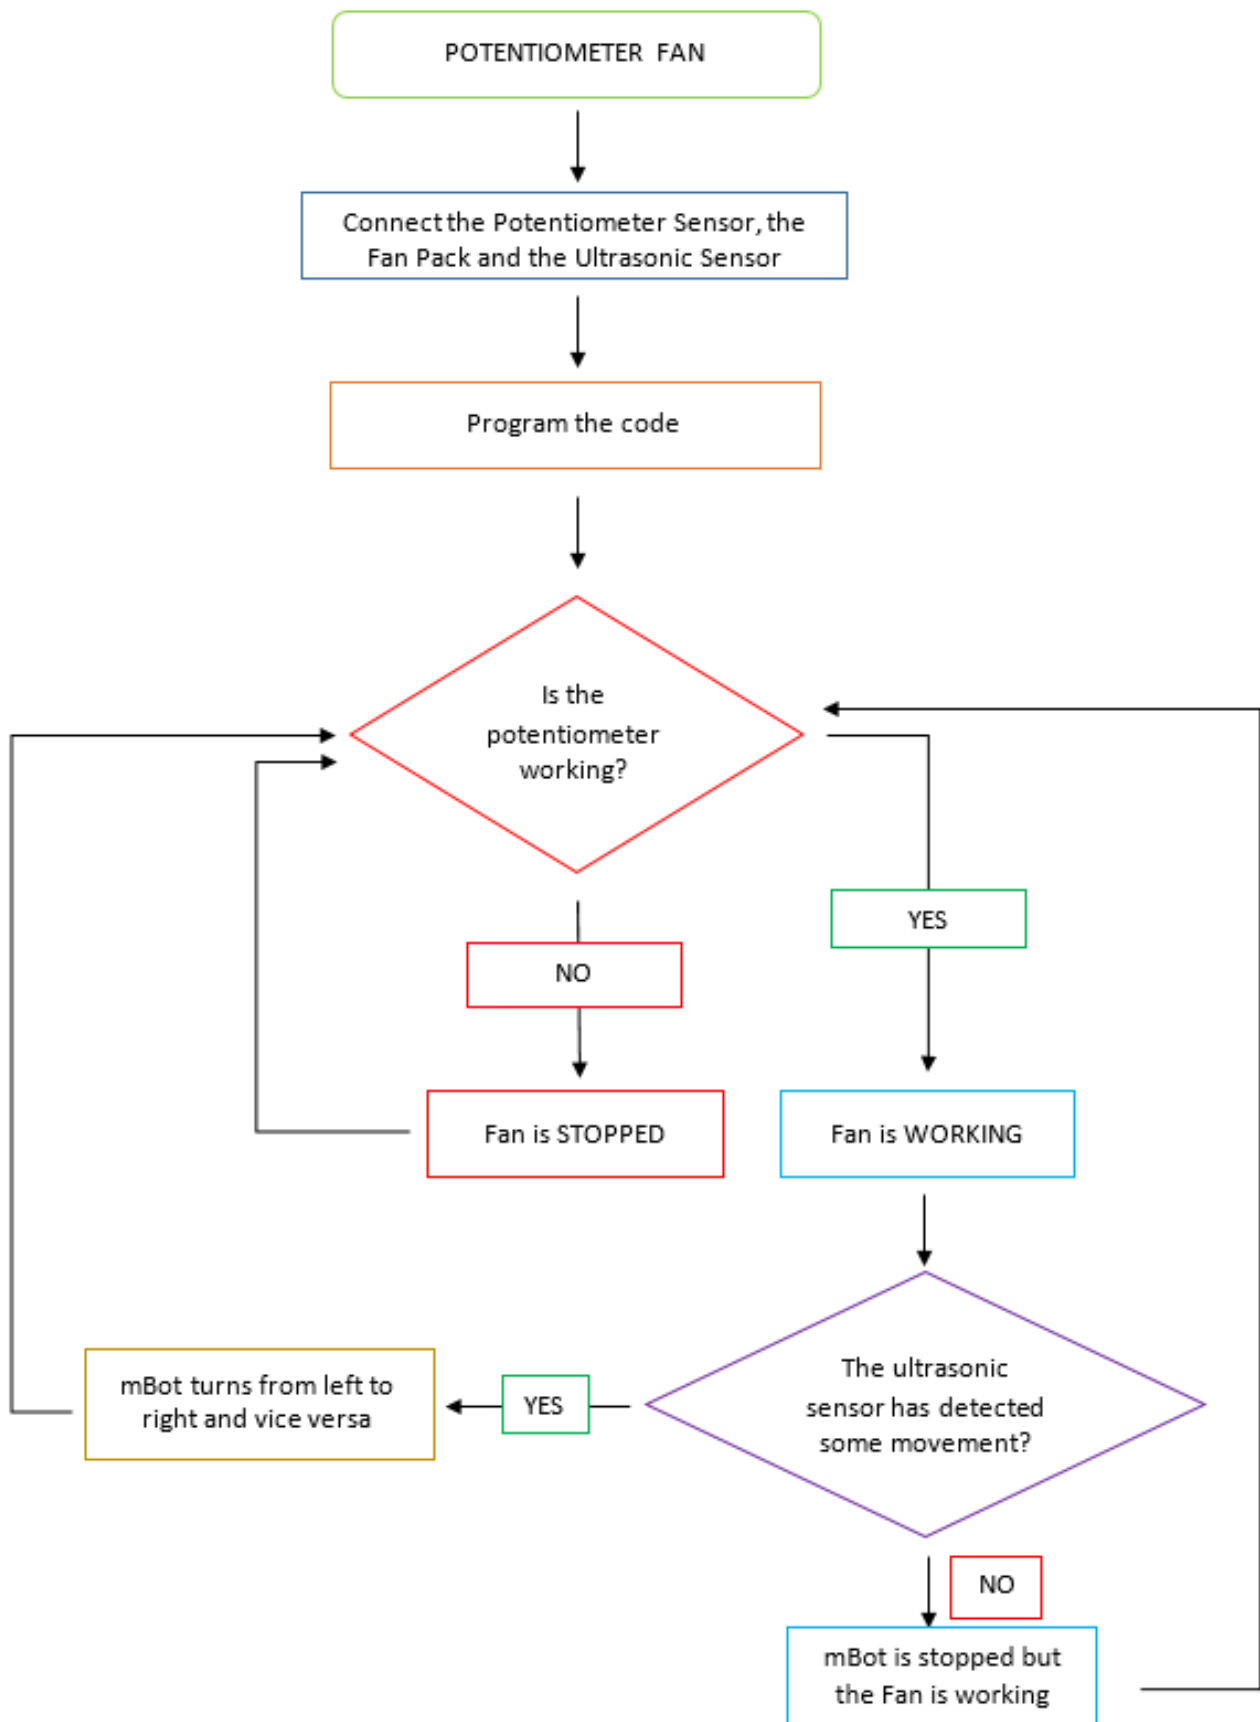 POTENTIOMETER FAN
Connect the Potentiometer Sensor, the
Fan Pack and the Ultrasonic Sensor
Program the code
Is the
potentiometer
working?
YES
NO
Fan is STOPPED
Fan is WORKING
The ultrasonic
sensor has detected
some movement?
YES
mBot turns from left to
right and vice versa
NO
mBot is stopped but
the Fan is working